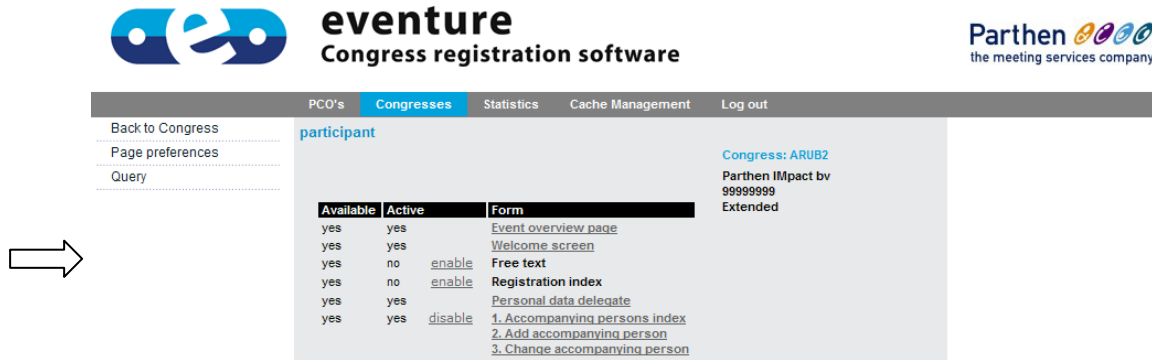 eventure
Congress registration software
Parthen
the meeting services company
PCO's Congresses Statistics Cache Management Log out
Back to Congress
Page preferences
Query
participant
Congress: ARUB2
Parthen IMpact bv
99999999
Extended
Available Active Form
yes yes Event overview page
yes yes Welcome screen
yes no enable Free text
yes no enable Registration index
yes yes Personal data delegate
yes yes disable 1. Accompanying persons index
2. Add accompanying person
3. Change accompanying person